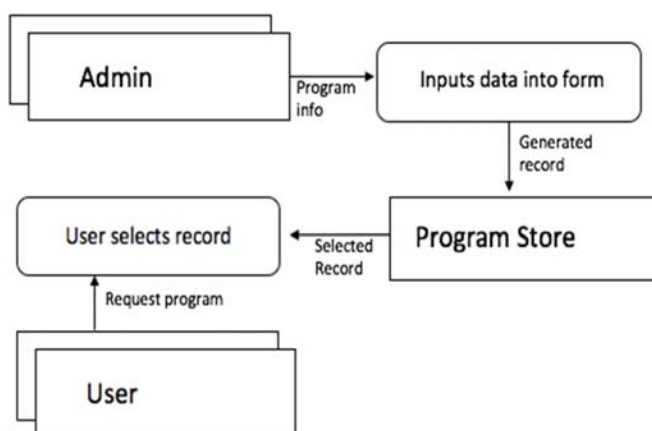 Admin
Program
info
Inputs data into form
Generated
record
User selects record
Selected
Record
Program Store
Request program
User